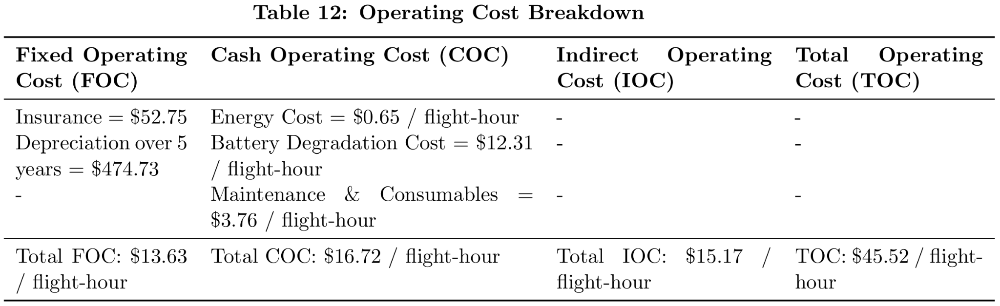 Table 12: Operating Cost Breakdown
Fixed Operating Cost (FOC)
Cash Operating Cost (COC)
Indirect Operating Cost (IOC)
Total Operating Cost (TOC)
Insurance = $52.75
Energy Cost = $0.65 / flight-hour
-
-
Depreciation over 5
years = $474.73
Battery Degradation Cost = $12.31
/ flight-hour
-
-
-
Maintenance & Consumables =
$3.76 / flight-hour
-
-
Total FOC: $13.63
/ flight-hour
Total COC: $16.72 / flight-hour
Total IOC: $15.17 /
flight-hour
TOC: $45.52 / flight-
hour